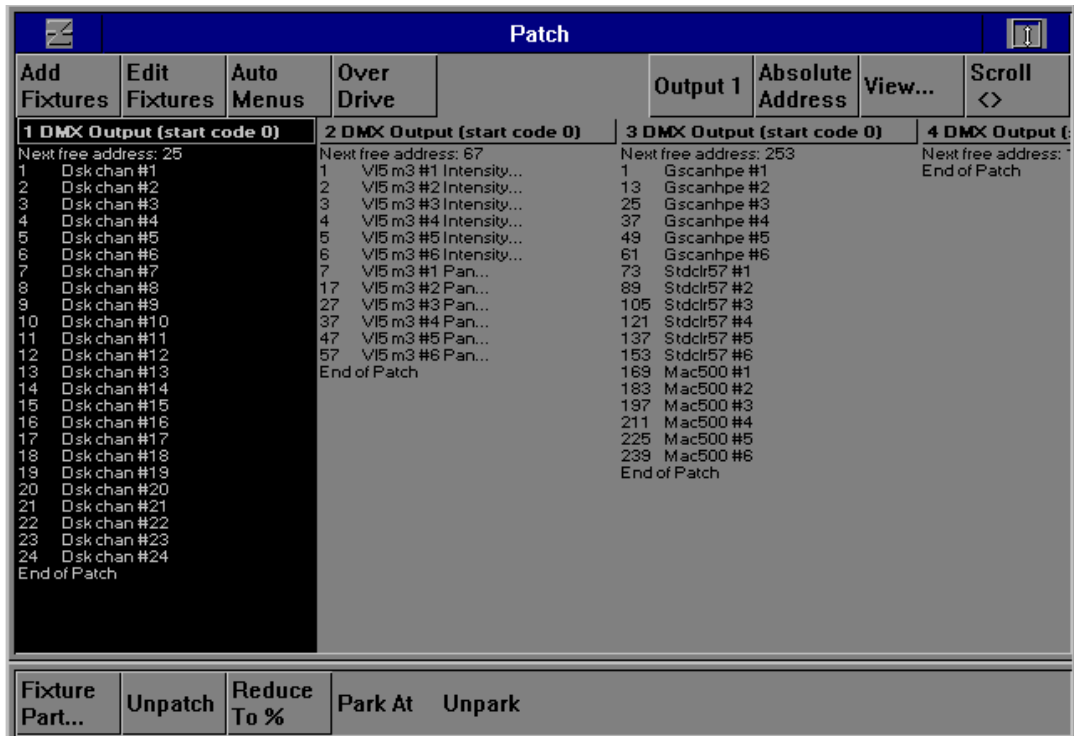 Patch
Add Fixtures
Edit Fixtures
Auto Menus
Over Drive
Output 1
Absolute Address
View...
Scroll <>
1 DMX Output (start code 0)
Next free address: 25
1 Dsk chan #1
2 Dsk chan #2
3 Dsk chan #3
4 Dsk chan #4
5 Dsk chan #5
6 Dsk chan #6
7 Dsk chan #7
8 Dsk chan #8
9 Dsk chan #9
10 Dsk chan #10
11 Dsk chan #11
12 Dsk chan #12
13 Dsk chan #13
14 Dsk chan #14
15 Dsk chan #15
16 Dsk chan #16
17 Dsk chan #17
18 Dsk chan #18
19 Dsk chan #19
20 Dsk chan #20
21 Dsk chan #21
22 Dsk chan #22
23 Dsk chan #23
24 Dsk chan #24
End of Patch
2 DMX Output (start code 0)
Next free address: 67
1 Vl5 m3 #1 Intensity...
2 Vl5 m3 #2 Intensity...
3 Vl5 m3 #3 Intensity...
4 Vl5 m3 #4 Intensity...
5 Vl5 m3 #5 Intensity...
6 Vl5 m3 #6 Intensity...
7 Vl5 m3 #1 Pan...
17 Vl5 m3 #2 Pan...
27 Vl5 m3 #3 Pan...
37 Vl5 m3 #4 Pan...
47 Vl5 m3 #5 Pan...
57 Vl5 m3 #6 Pan...
End of Patch
3 DMX Output (start code 0)
Next free address: 253
1 Gscanhpe #1
13 Gscanhpe #2
25 Gscanhpe #3
37 Gscanhpe #4
49 Gscanhpe #5
61 Gscanhpe #6
73 Stdclr57 #1
89 Stdclr57 #2
105 Stdclr57 #3
121 Stdclr57 #4
137 Stdclr57 #5
153 Stdclr57 #6
169 Mac500 #1
183 Mac500 #2
197 Mac500 #3
211 Mac500 #4
225 Mac500 #5
239 Mac500 #6
End of Patch
4 DMX Output (
Next free address:
End of Patch
Fixture Part...
Unpatch
Reduce To %
Park At
Unpark